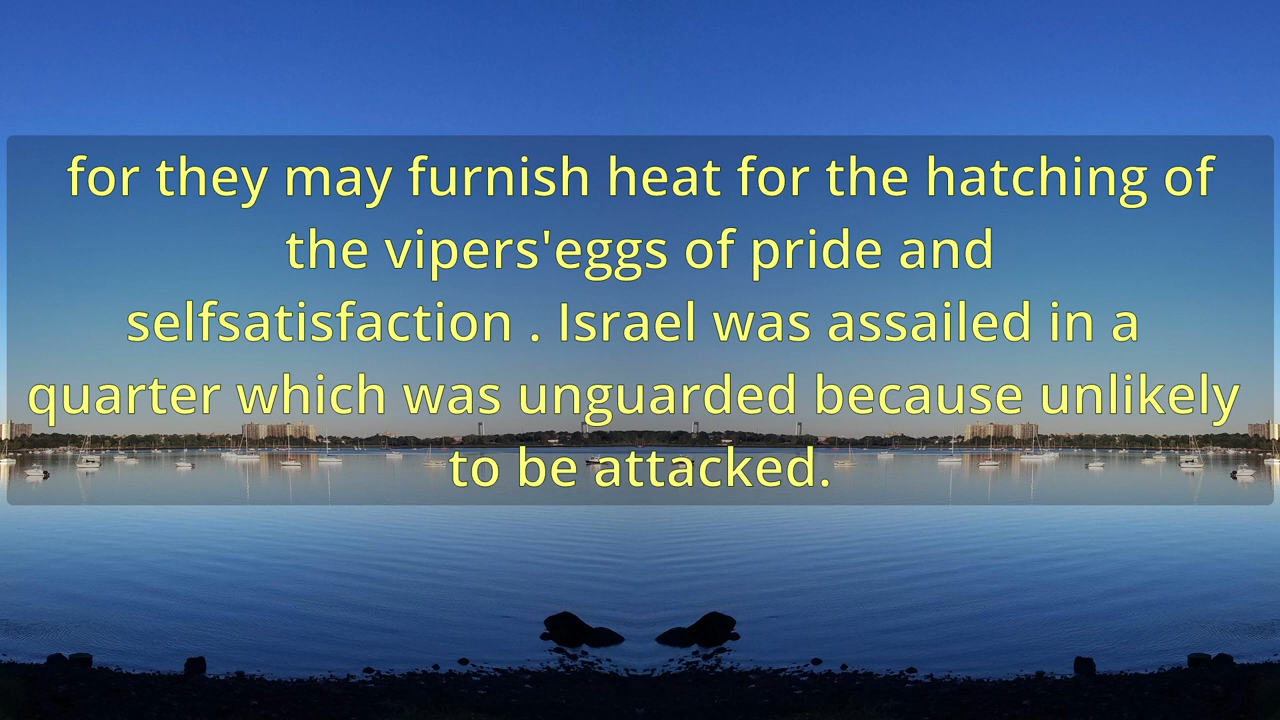 for they may furnish heat for the hatching of
the vipers'eggs of pride and
selfsatisfaction . Israel was assailed in a
quarter which was unguarded because unlikely
to be attacked.